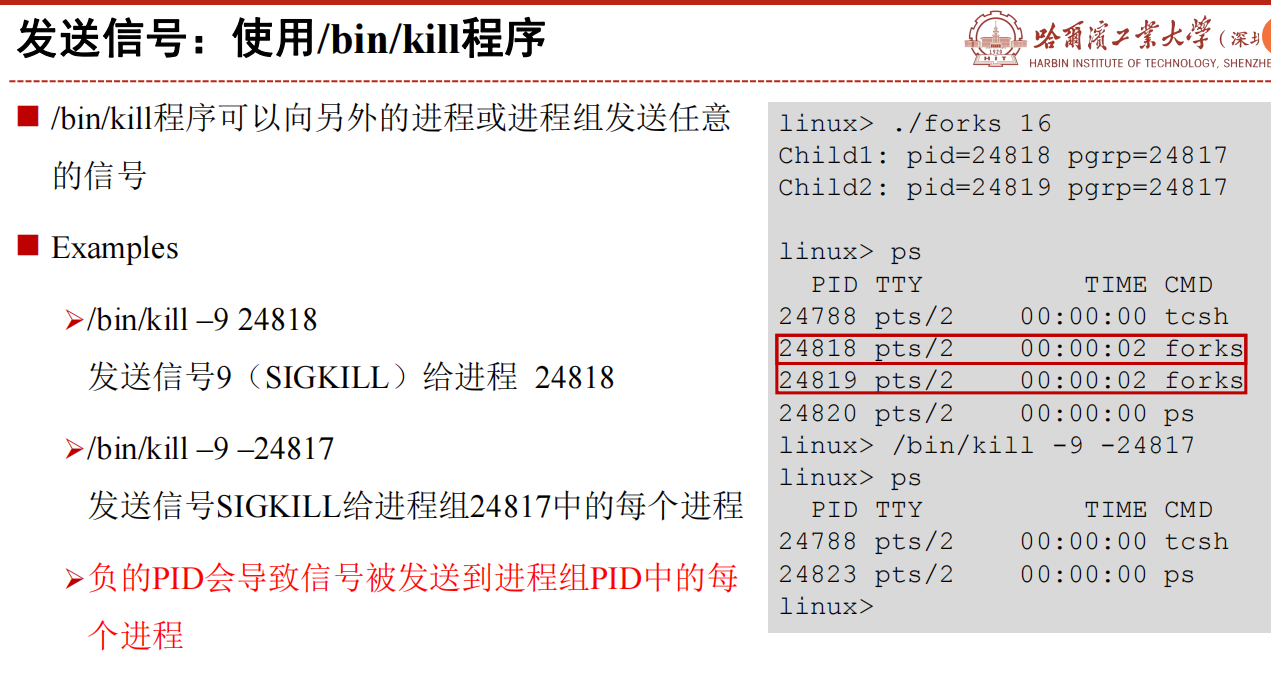 发送信号：使用/bin/kill程序
哈爾濱工業大學（深圳
HARBIN INSTITUTE OF TECHNOLOGY, SHENZHE
HIT
1920
/bin/kill程序可以向另外的进程或进程组发送任意
的信号
Examples
/bin/kill –9 24818
发送信号9（SIGKILL）给进程 24818
/bin/kill –9 –24817
发送信号SIGKILL给进程组24817中的每个进程
负的PID会导致信号被发送到进程组PID中的每
个进程
linux> ./forks 16
Child1: pid=24818 pgrp=24817
Child2: pid=24819 pgrp=24817
linux> ps
PID TTY TIME CMD
24788 pts/2 00:00:00 tcsh
24818 pts/2 00:00:02 forks
24819 pts/2 00:00:02 forks
24820 pts/2 00:00:00 ps
linux> /bin/kill -9 -24817
linux> ps
PID TTY TIME CMD
24788 pts/2 00:00:00 tcsh
24823 pts/2 00:00:00 ps
linux>